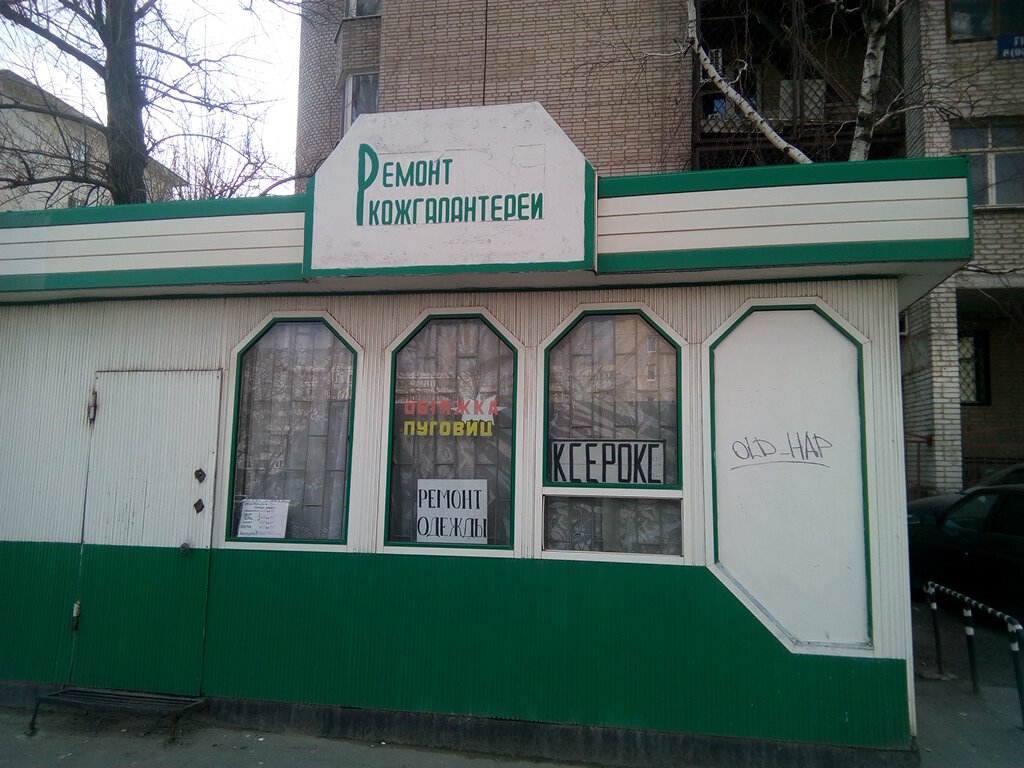 РЕМОНТ
КОЖГАЛАНТЕРЕИ
ОБТЯЖКА
ПУГОВИЦ
РЕМОНТ
ОДЕЖДЫ
КСЕРОКС
OLD_HAP